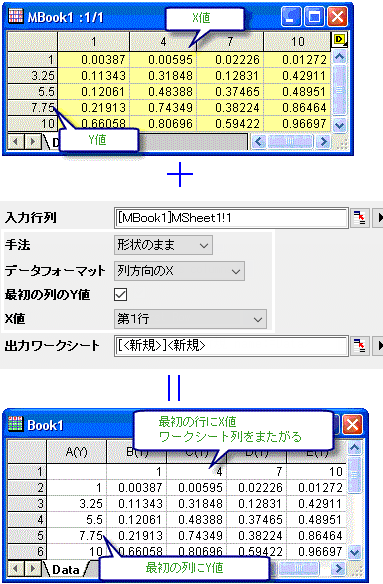 MBook1 :1/1
X値
1 4 7 10
1 0.00387 0.00595 0.02226 0.01272
3.25 0.11343 0.31848 0.12831 0.42911
5.5 0.12061 0.48388 0.37465 0.48951
7.75 0.21913 0.74349 0.38224 0.86464
10 0.66058 0.80696 0.59422 0.96697
Y値
+
入力行列 [MBook1]MSheet1!1
手法 形状のまま
データフォーマット 列方向のX
最初の列のY値
X値 第1行
出力ワークシート [<新規>]<新規>
Book1
最初の行にX値
ワークシート列をまたがる
A(Y)
1 1 4 7 10
2 1 0.00387 0.00595 0.02226 0.01272
3 3.25 0.11343 0.31848 0.12831 0.42911
4 5.5 0.12061 0.48388 0.37465 0.48951
5 7.75 0.21913 0.74349 0.38224 0.86464
6 10 0.66058 0.80696 0.59422 0.96697
Data
最初の列にY値